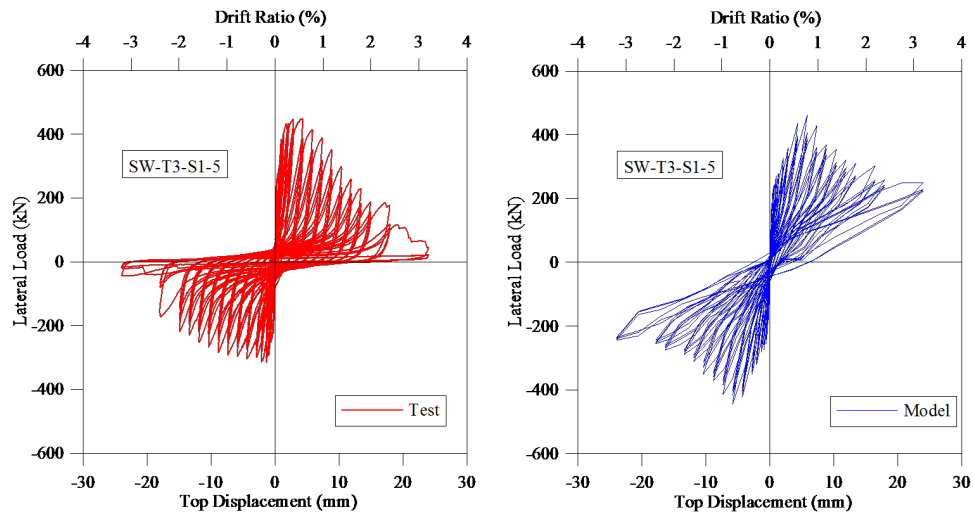 Drift Ratio (%)
-4 -3 -2 -1 0 1 2 3 4
600
400
200
0
-200
-400
-600
Lateral Load (kN)
SW-T3-S1-5
Test
-30 -20 -10 0 10 20 30
Top Displacement (mm)
Drift Ratio (%)
-4 -3 -2 -1 0 1 2 3 4
600
400
200
0
-200
-400
-600
Lateral Load (kN)
SW-T3-S1-5
Model
-30 -20 -10 0 10 20 30
Top Displacement (mm)